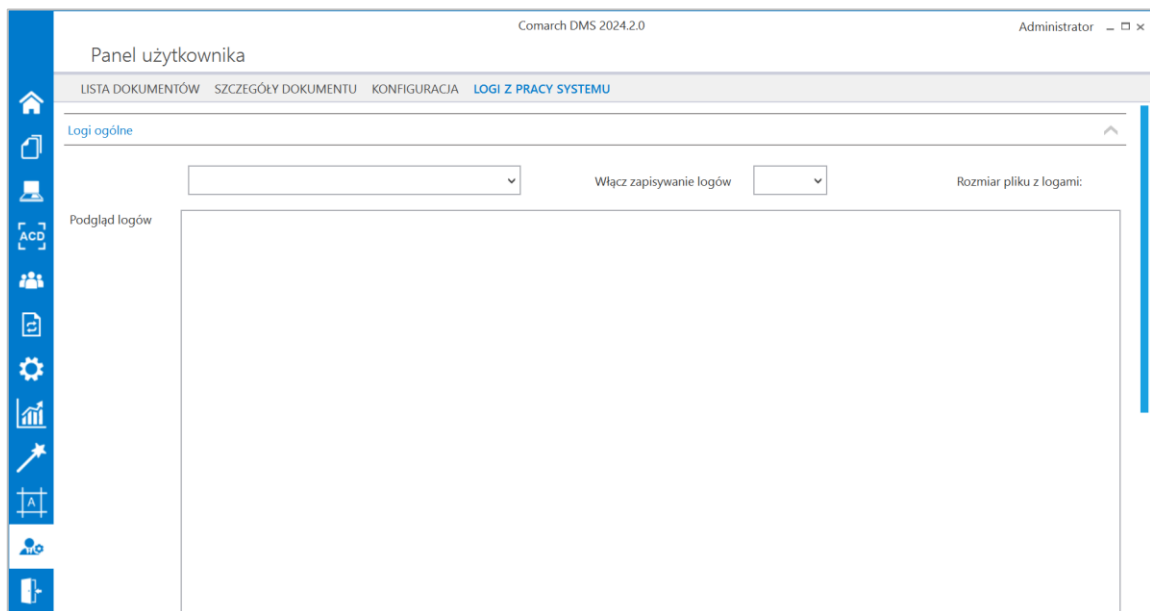 Comarch DMS 2024.2.0
Administrator
Panel użytkownika
LISTA DOKUMENTÓW SZCZEGÓŁY DOKUMENTU KONFIGURACJA LOGI Z PRACY SYSTEMU
Logi ogólne
Włącz zapisywanie logów
Rozmiar pliku z logami:
Podgląd logów
ACD
A